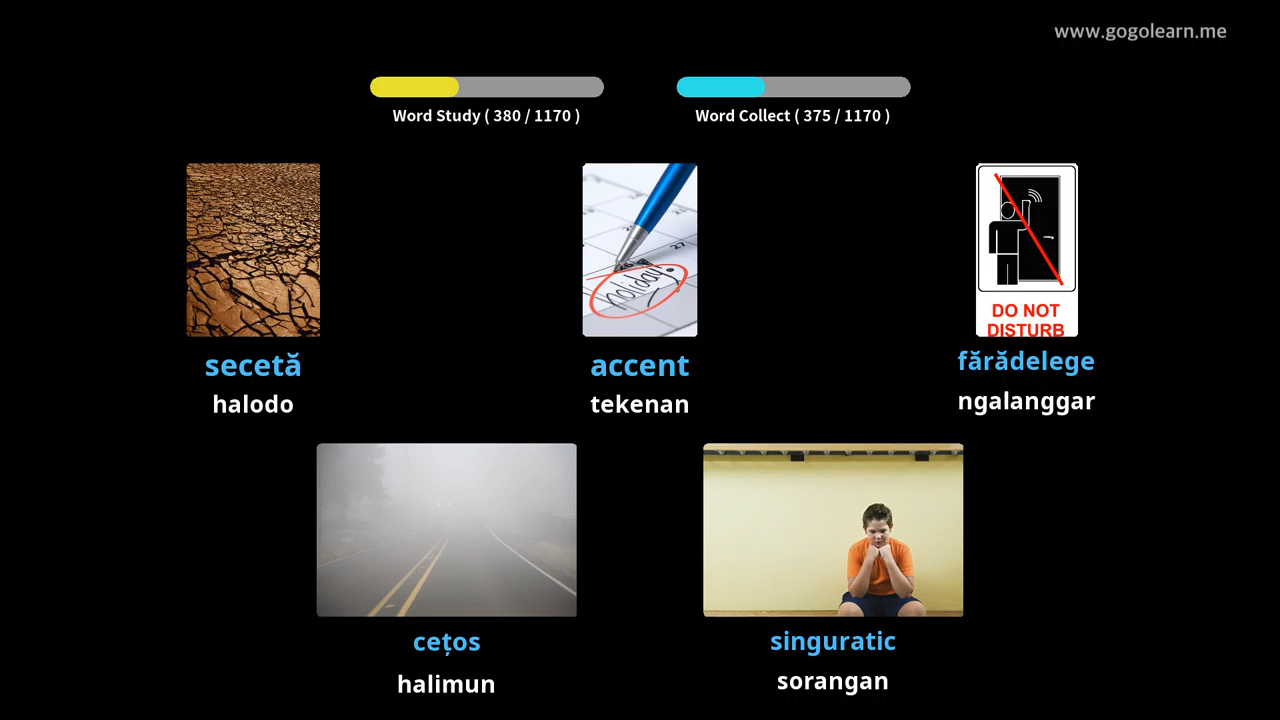 www.gogolearn.me
Word Study ( 380 / 1170 )
Word Collect ( 375 / 1170 )
27
holiday!
DO NOT
DISTURB
secetă
accent
fărădelege
halodo
tekenan
ngalanggar
cețos
singuratic
halimun
sorangan